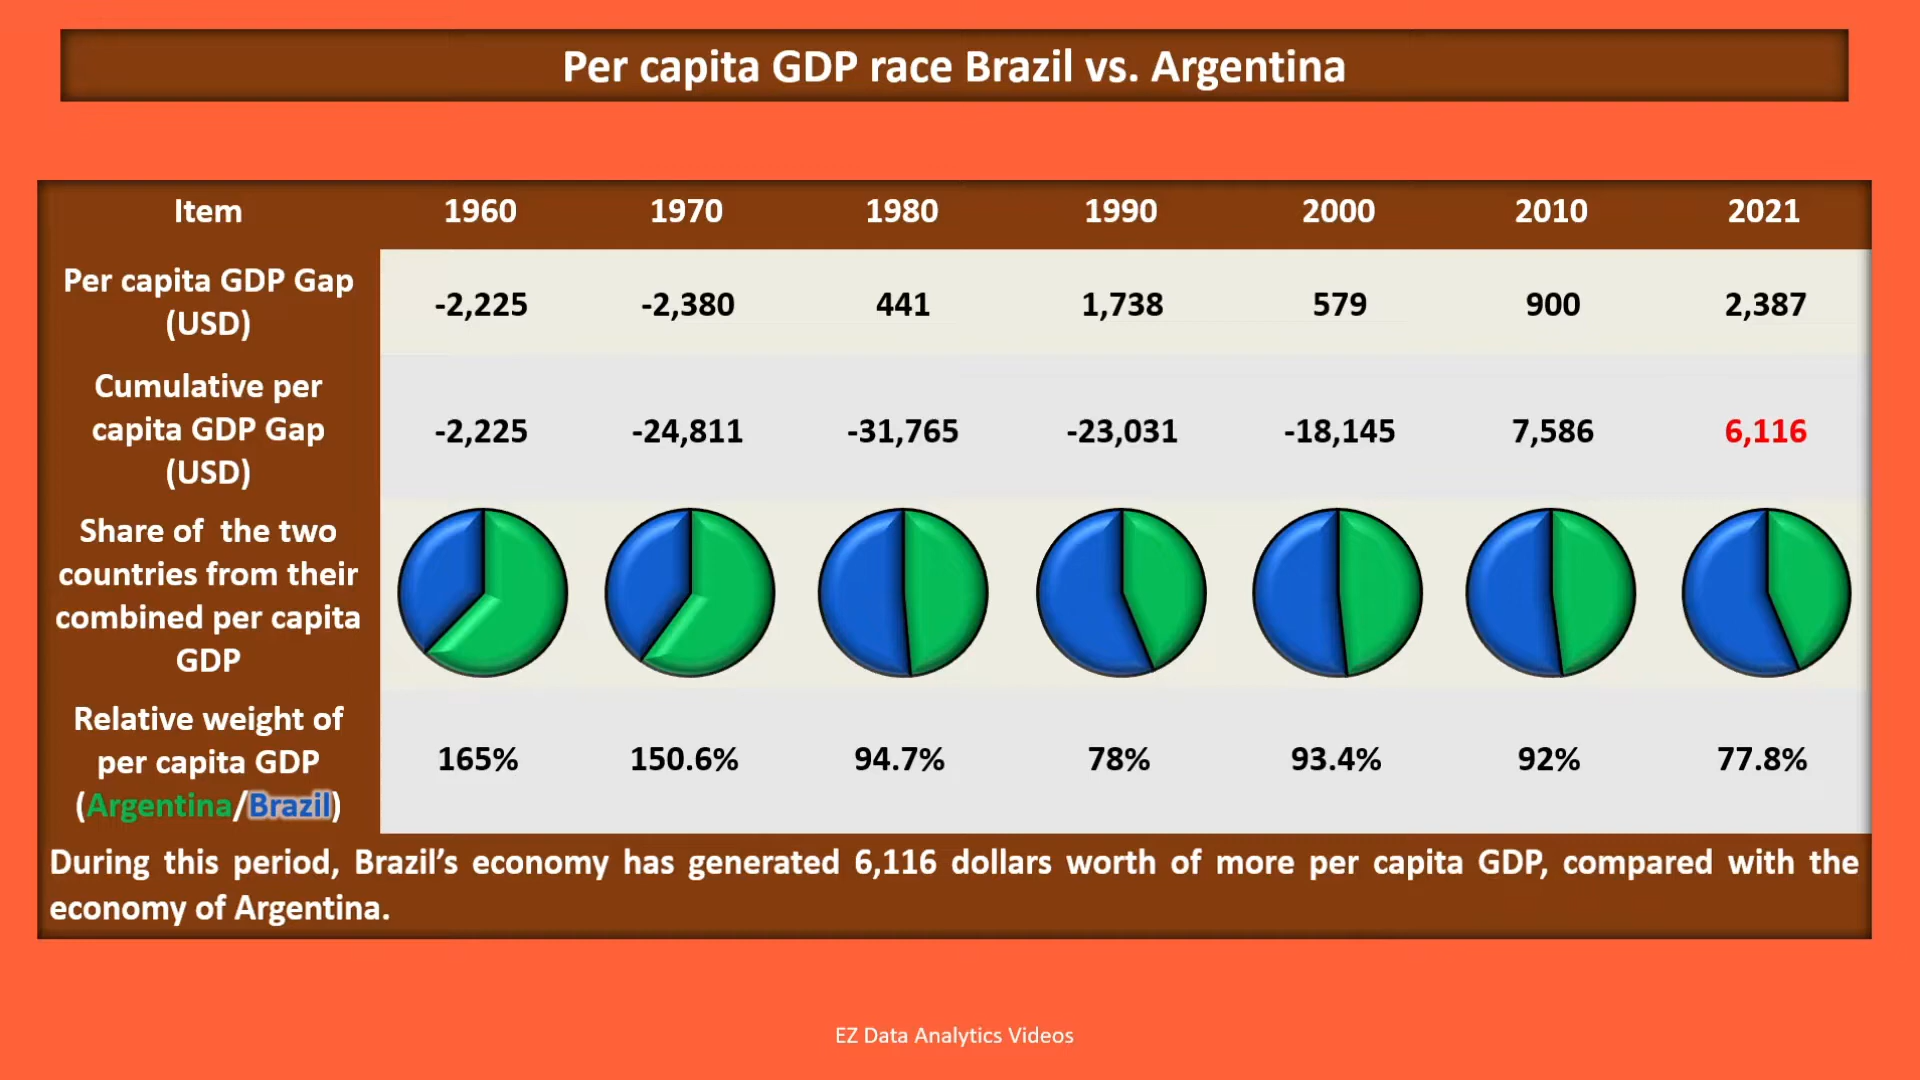 Per capita GDP race Brazil vs. Argentina
Item 1960 1970 1980 1990 2000 2010 2021
Per capita GDP Gap
(USD)
-2,225 -2,380 441 1,738 579 900 2,387
Cumulative per
capita GDP Gap
(USD)
-2,225 -24,811 -31,765 -23,031 -18,145 7,586 6,116
Share of the two
countries from their
combined per capita
GDP
Relative weight of
per capita GDP
(Argentina/Brazil)
165% 150.6% 94.7% 78% 93.4% 92% 77.8%
During this period, Brazil’s economy has generated 6,116 dollars worth of more per capita GDP, compared with the
economy of Argentina.
EZ Data Analytics Videos